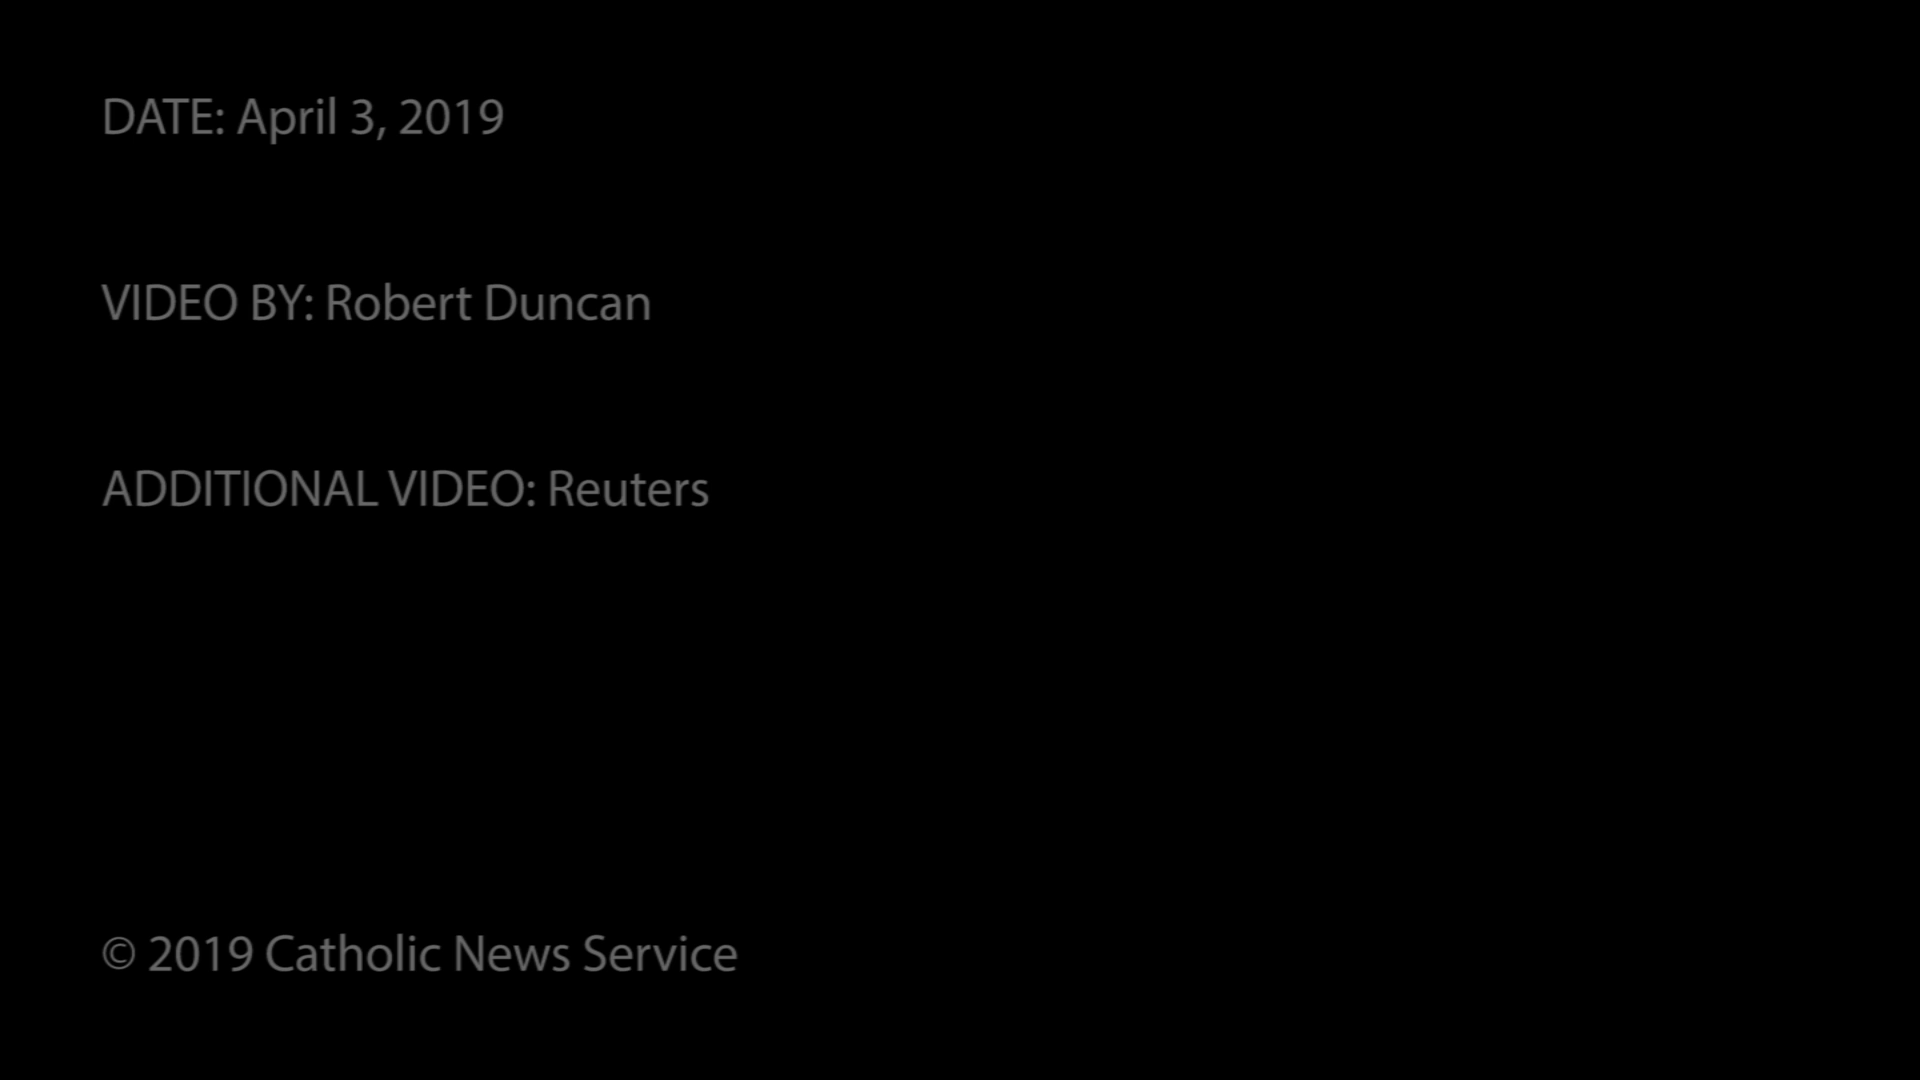 DATE: April 3, 2019
VIDEO BY: Robert Duncan
ADDITIONAL VIDEO: Reuters
© 2019 Catholic News Service